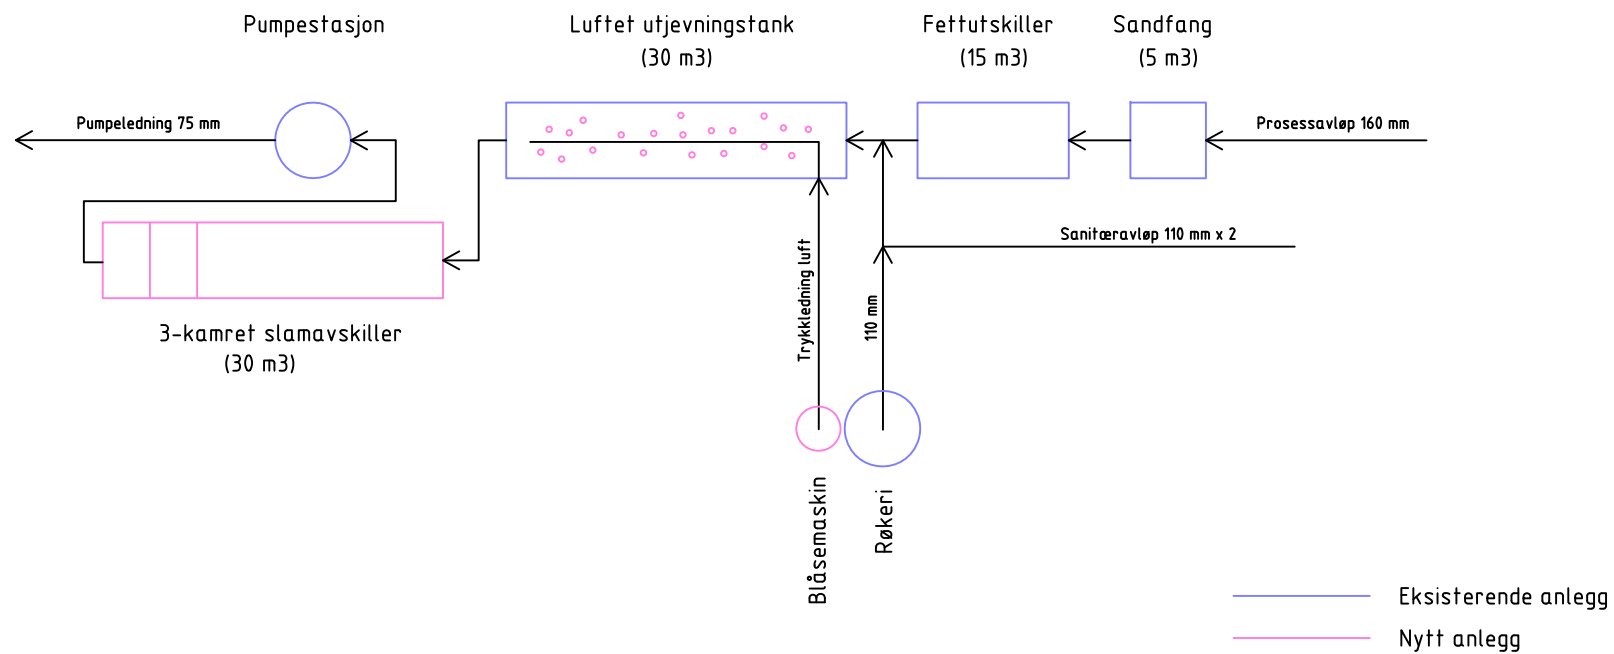 Pumpestasjon
Luftet utjevningstank
(30 m3)
Fettutskiller
(15 m3)
Sandfang
(5 m3)
Pumpeledning 75 mm
Prosessavløp 160 mm
Sanitæravløp 110 mm x 2
Trykkledning luft
110 mm
3-kamret slamavskiller
(30 m3)
Blåsemaskin
Røkeri
Eksisterende anlegg
Nytt anlegg